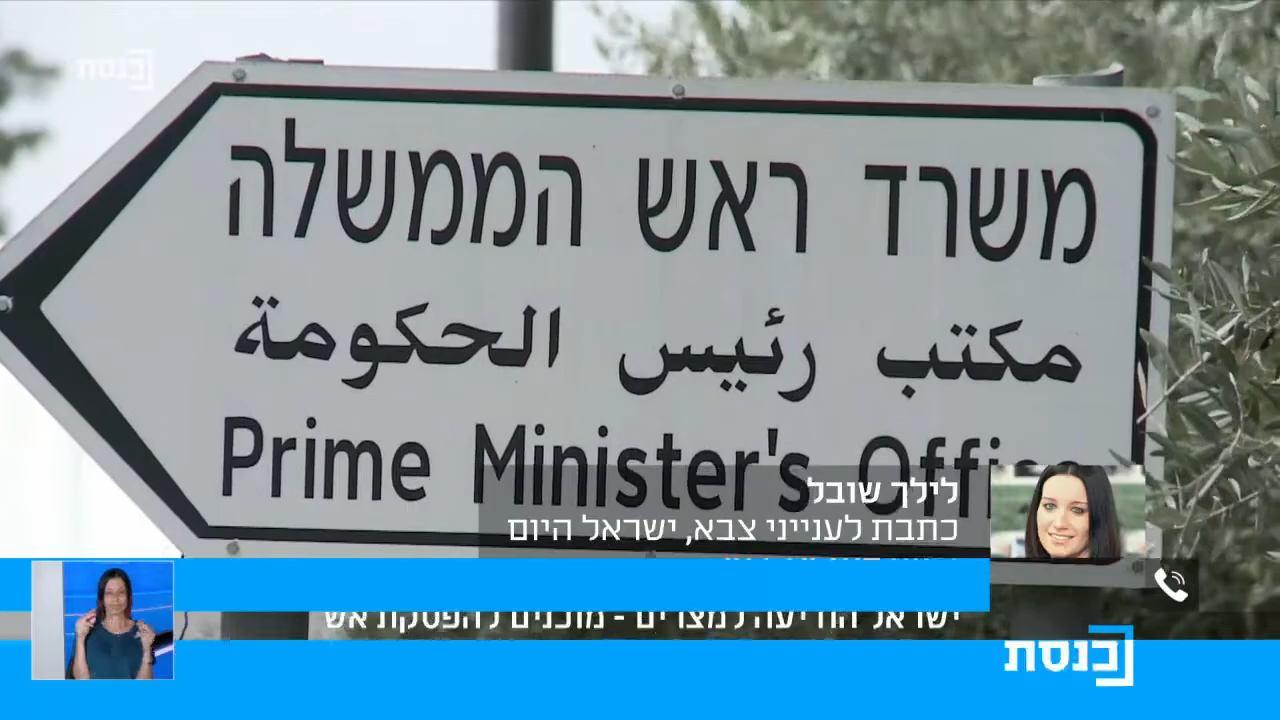 כנסת
משרד ראש הממשלה
مكتب رئيس الحكومة
Prime Minister's Office
לילך שובל
כתבת לענייני צבא, ישראל היום
ישראל הודיעה למצרים - מוכנים להפסקת אש
כנסת